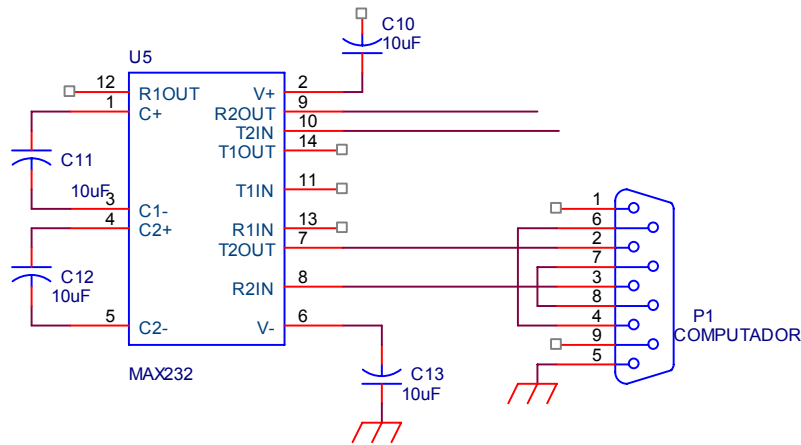 C10
10uF
U5
12
R1OUT
1
C+
C11
10uF
3
C1-
4
C2+
C12
10uF
5
C2-
2
V+
9
R2OUT
10
T2IN
14
T1OUT
11
T1IN
13
R1IN
7
T2OUT
8
R2IN
6
V-
MAX232
C13
10uF
1
6
2
7
3
8
4
9
5
P1
COMPUTADOR